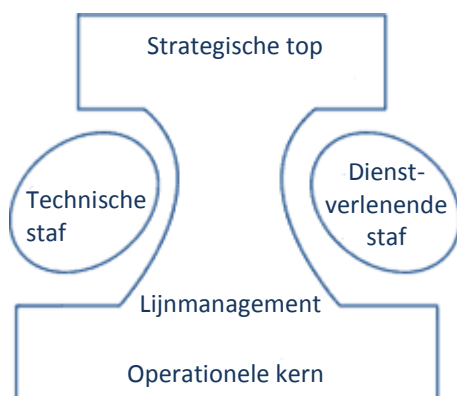 Strategische top
Technische
staf
Dienst-
verlenende
staf
Lijnmanagement
Operationele kern